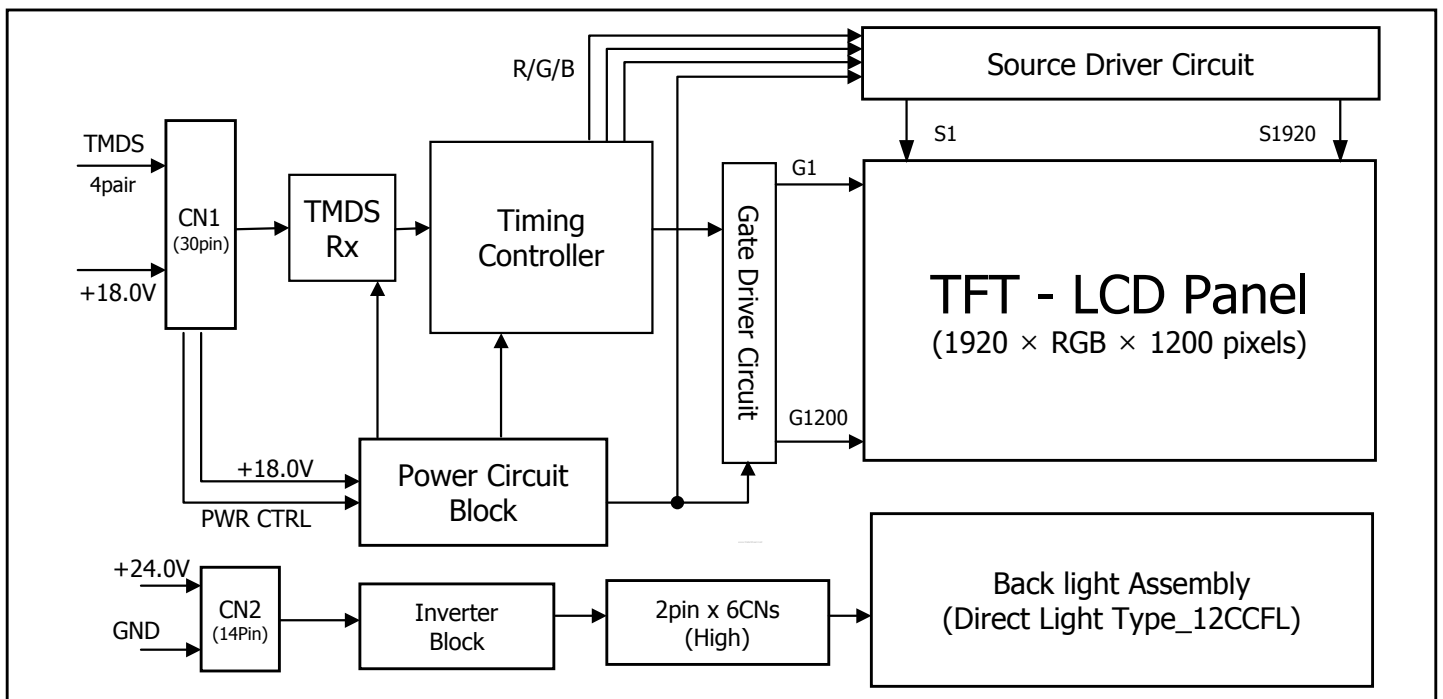 R/G/B
Source Driver Circuit
S1
S1920
TMDS
4pair
+18.0V
CN1
(30pin)
TMDS
Rx
Timing
Controller
Gate Driver Circuit
G1
G1200
TFT - LCD Panel
(1920 × RGB × 1200 pixels)
+18.0V
PWR CTRL
Power Circuit
Block
+24.0V
GND
CN2
(14Pin)
Inverter
Block
2pin x 6CNs
(High)
Back light Assembly
(Direct Light Type_12CCFL)